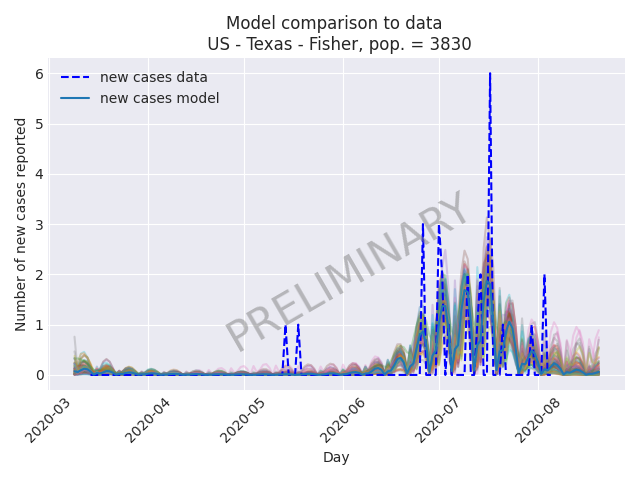 Model comparison to data
US - Texas - Fisher, pop. = 3830
new cases data
new cases model
PRELIMINARY
Number of new cases reported
6
5
4
3
2
1
0
2020-03
2020-04
2020-05
2020-06
2020-07
2020-08
Day